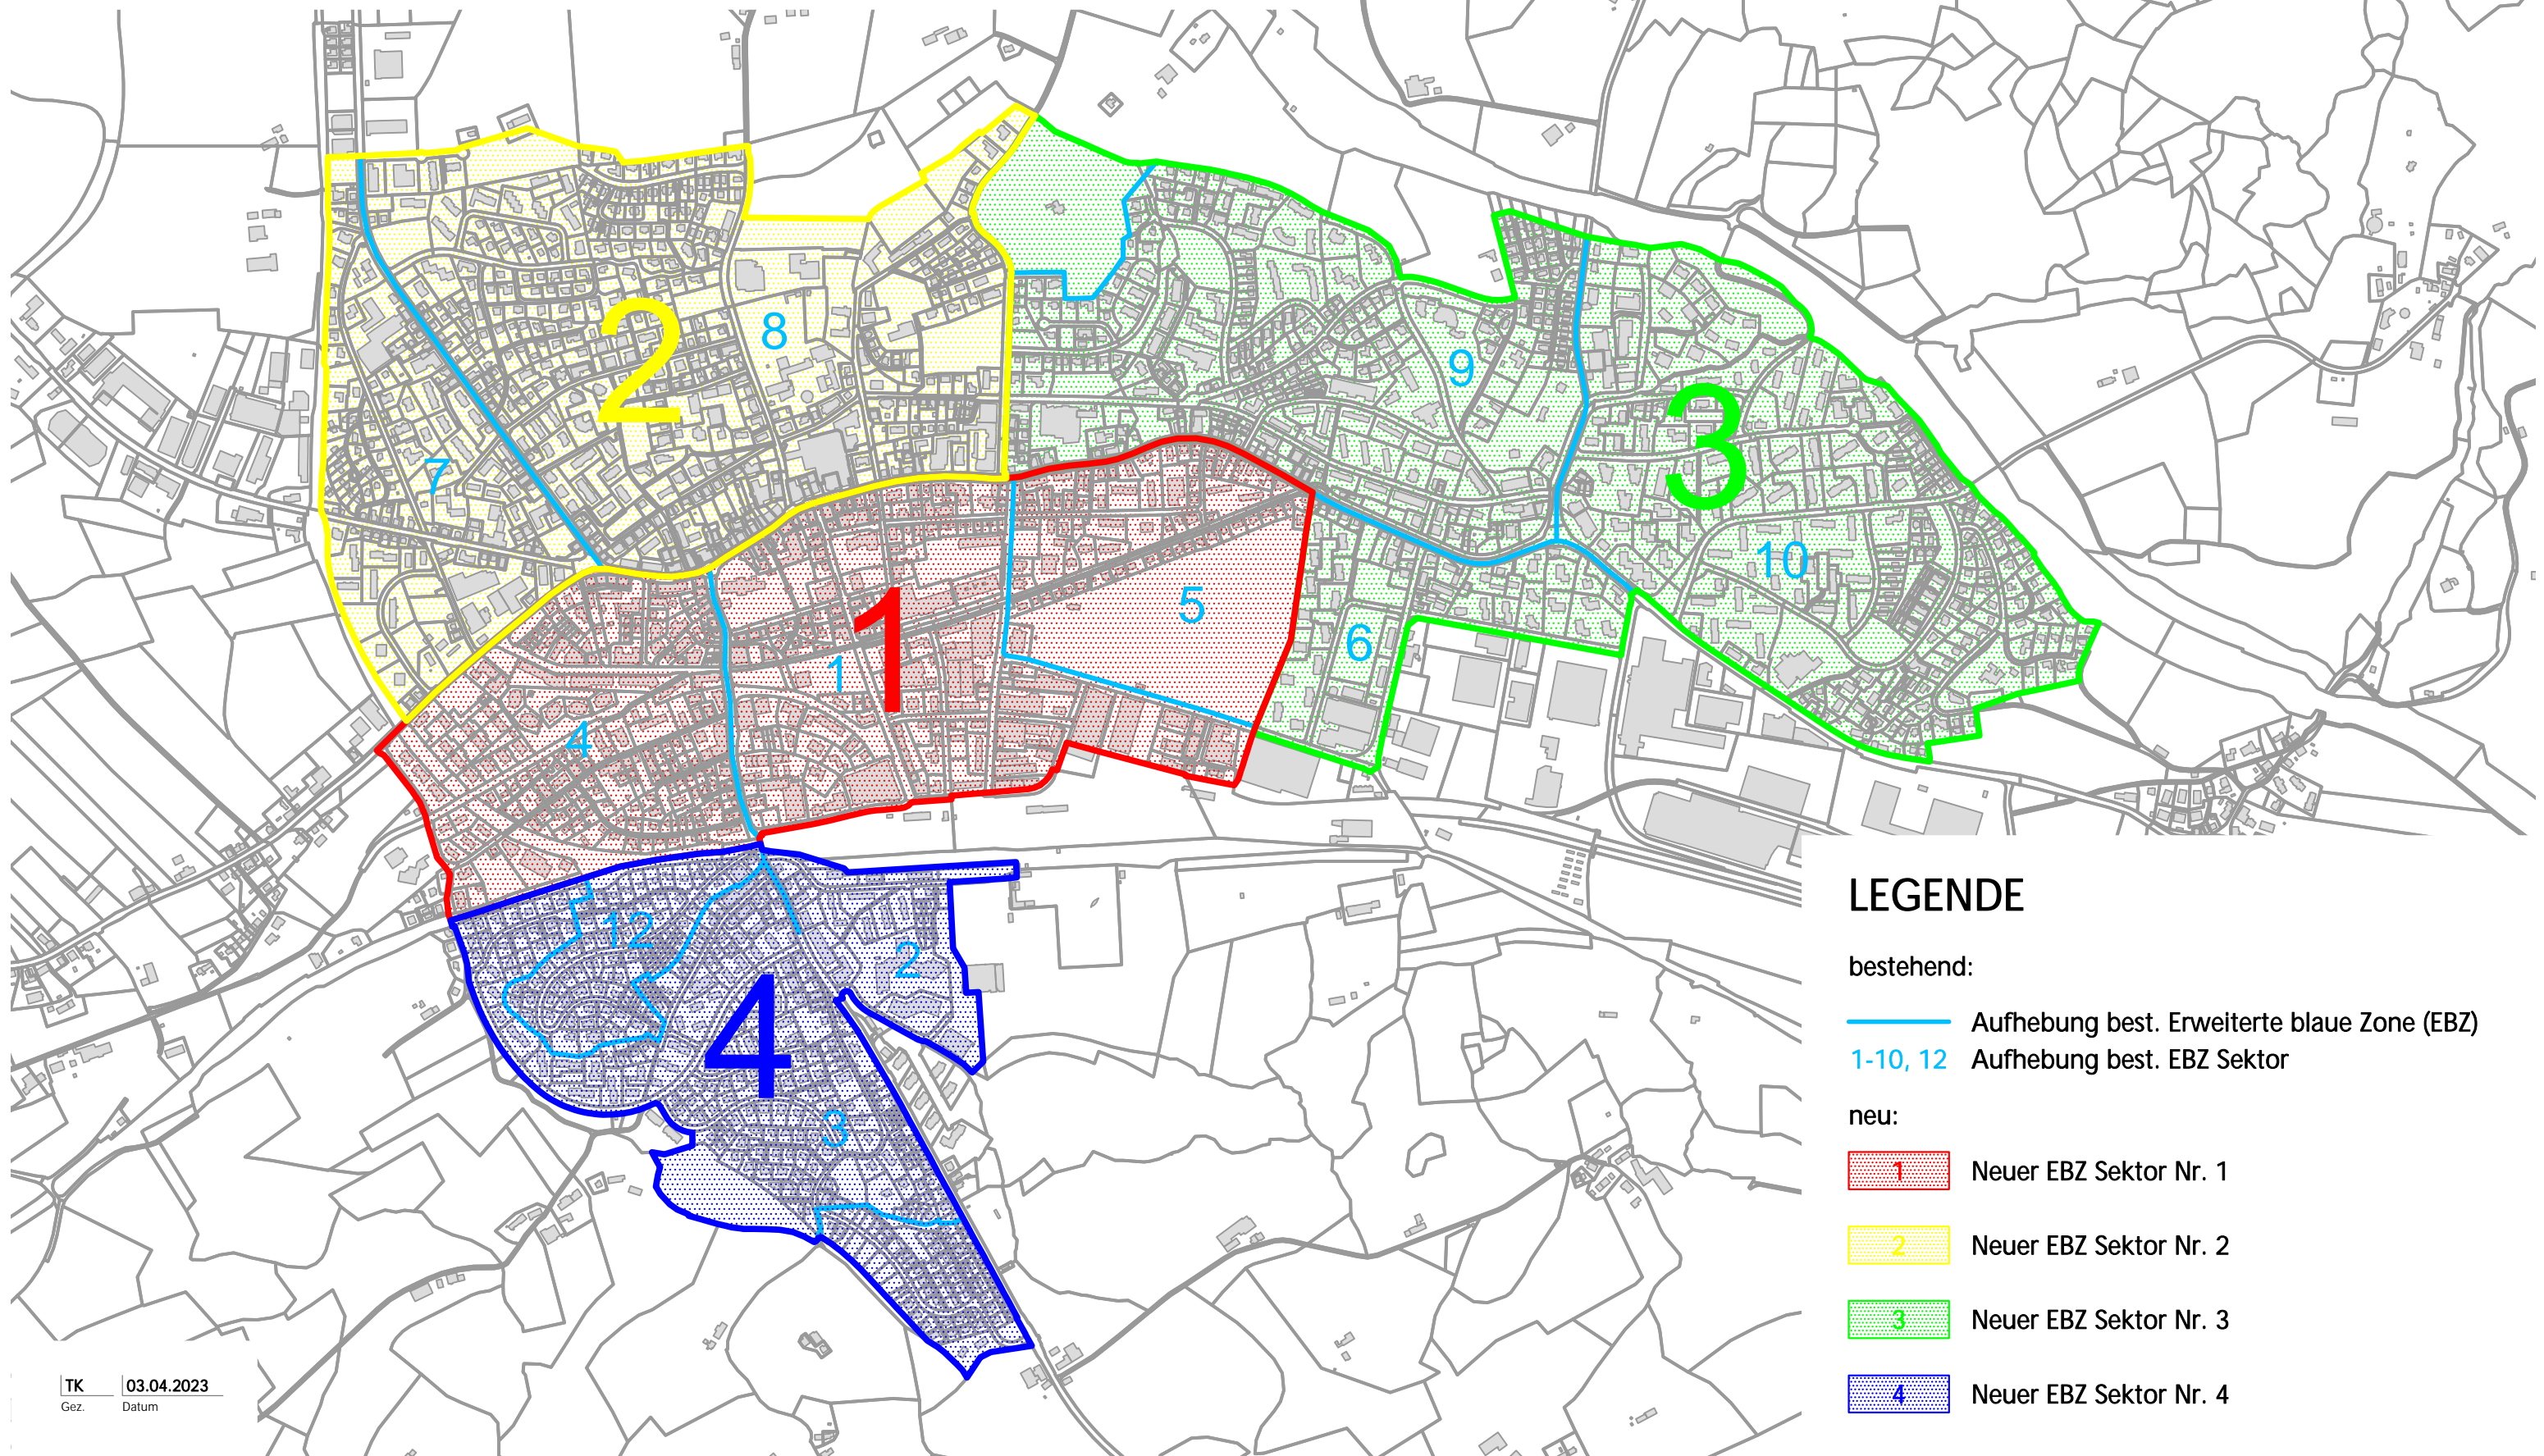 2
8
9
3
7
10
5
6
1
1
4
12
2
4
3
LEGENDE
bestehend:
Aufhebung best. Erweiterte blaue Zone (EBZ)
1-10, 12 Aufhebung best. EBZ Sektor
neu:
1 Neuer EBZ Sektor Nr. 1
2 Neuer EBZ Sektor Nr. 2
3 Neuer EBZ Sektor Nr. 3
4 Neuer EBZ Sektor Nr. 4
TK 03.04.2023
Gez. Datum